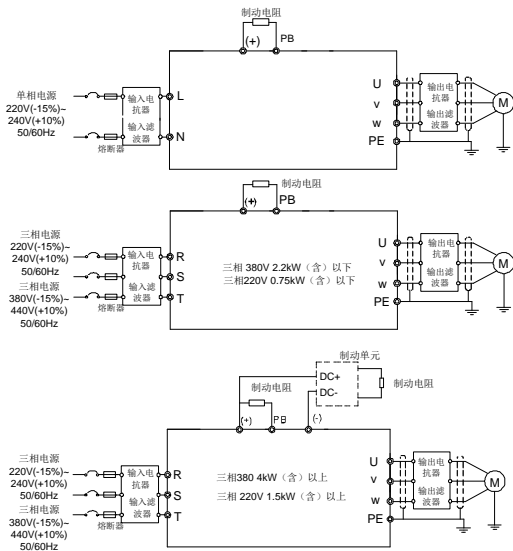 制动电阻
(+)
PB
单相电源
220V(-15%)~
240V(+10%)
50/60Hz
熔断器
输入电
抗器
输入滤
波器
L
N
U
v
w
PE
输出电
抗器
输出滤
波器
M
制动电阻
(+)
PB
三相电源
220V(-15%)~
240V(+10%)
50/60Hz
三相电源
380V(-15%)~
440V(+10%)
50/60Hz
熔断器
输入电
抗器
输入滤
波器
R
S
T
三相 380V 2.2kW（含）以下
三相220V 0.75kW（含）以下
U
v
w
PE
输出电
抗器
输出滤
波器
M
制动单元
DC+
DC-
制动电阻
制动电阻
(+)
PB
(-)
三相电源
220V(-15%)~
240V(+10%)
50/60Hz
三相电源
380V(-15%)~
440V(+10%)
50/60Hz
熔断器
输入电
抗器
输入滤
波器
R
S
T
三相380 4kW（含）以上
三相 220V 1.5kW（含）以上
U
v
w
PE
输出电
抗器
输出滤
波器
M